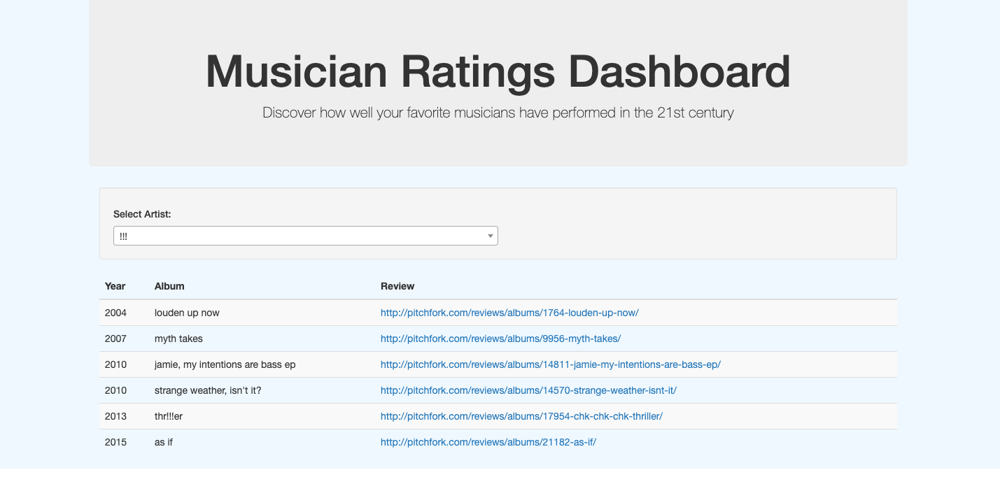 Musician Ratings Dashboard
Discover how well your favorite musicians have performed in the 21st century
Select Artist:
!!!
Year Album Review
2004 louden up now http://pitchfork.com/reviews/albums/1764-louden-up-now/
2007 myth takes http://pitchfork.com/reviews/albums/9956-myth-takes/
2010 jamie, my intentions are bass ep http://pitchfork.com/reviews/albums/14811-jamie-my-intentions-are-bass-ep/
2010 strange weather, isn't it? http://pitchfork.com/reviews/albums/14570-strange-weather-isnt-it/
2013 thr!!!er http://pitchfork.com/reviews/albums/17954-chk-chk-chk-thriller/
2015 as if http://pitchfork.com/reviews/albums/21182-as-if/